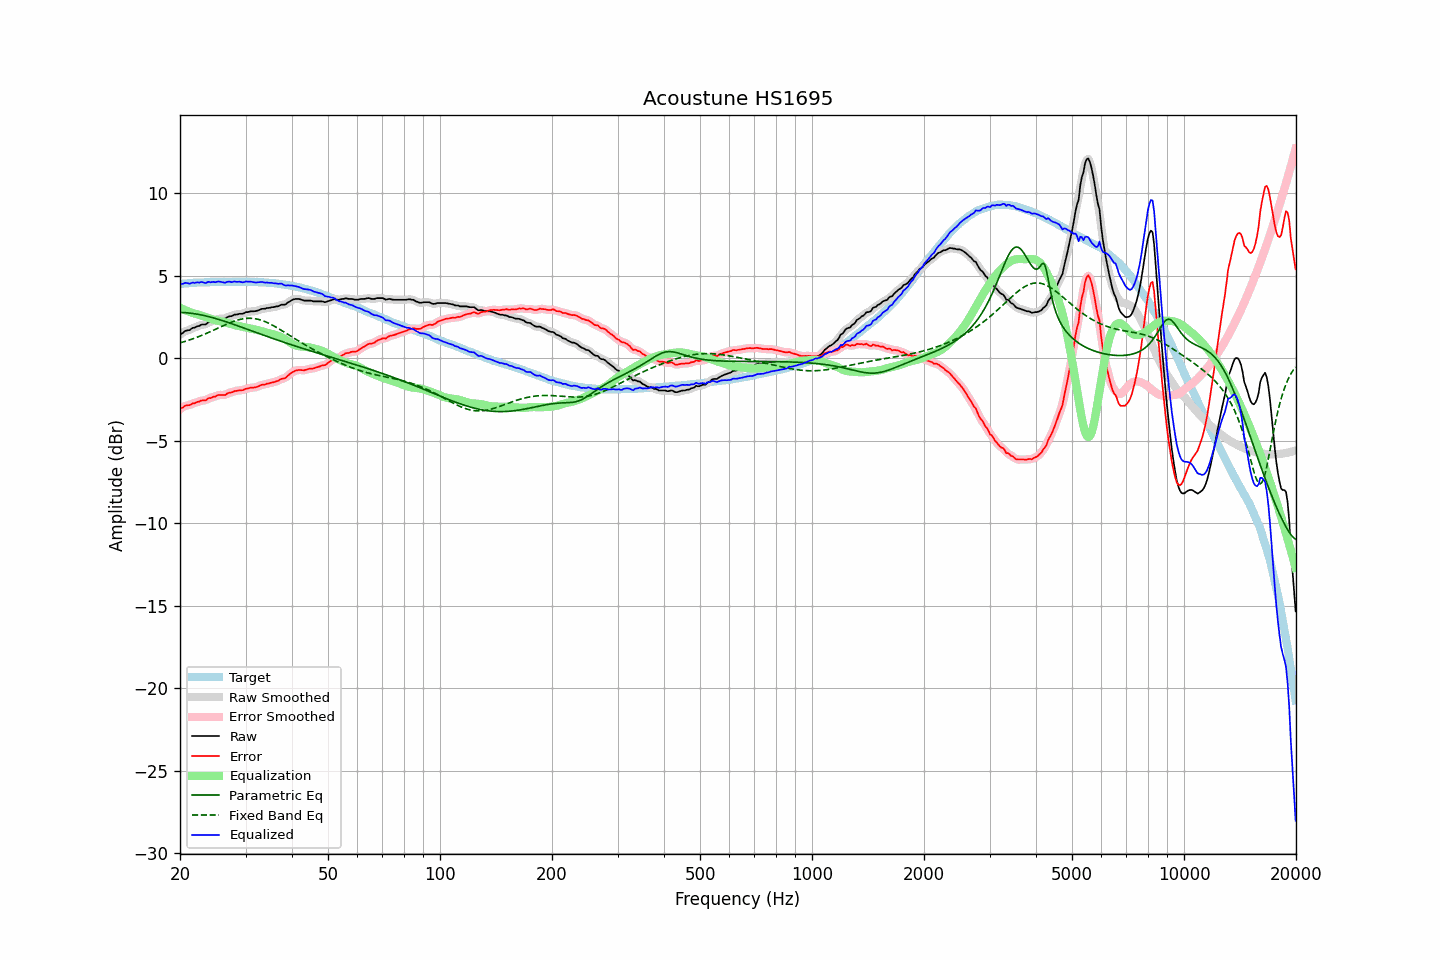 Acoustune HS1695
Amplitude (dBr)
10
5
0
−5
−10
−15
−20
−25
−30
Target
Raw Smoothed
Error Smoothed
Raw
Error
Equalization
Parametric Eq
Fixed Band Eq
Equalized
20 50 100 200 500 1000 2000 5000 10000 20000
Frequency (Hz)